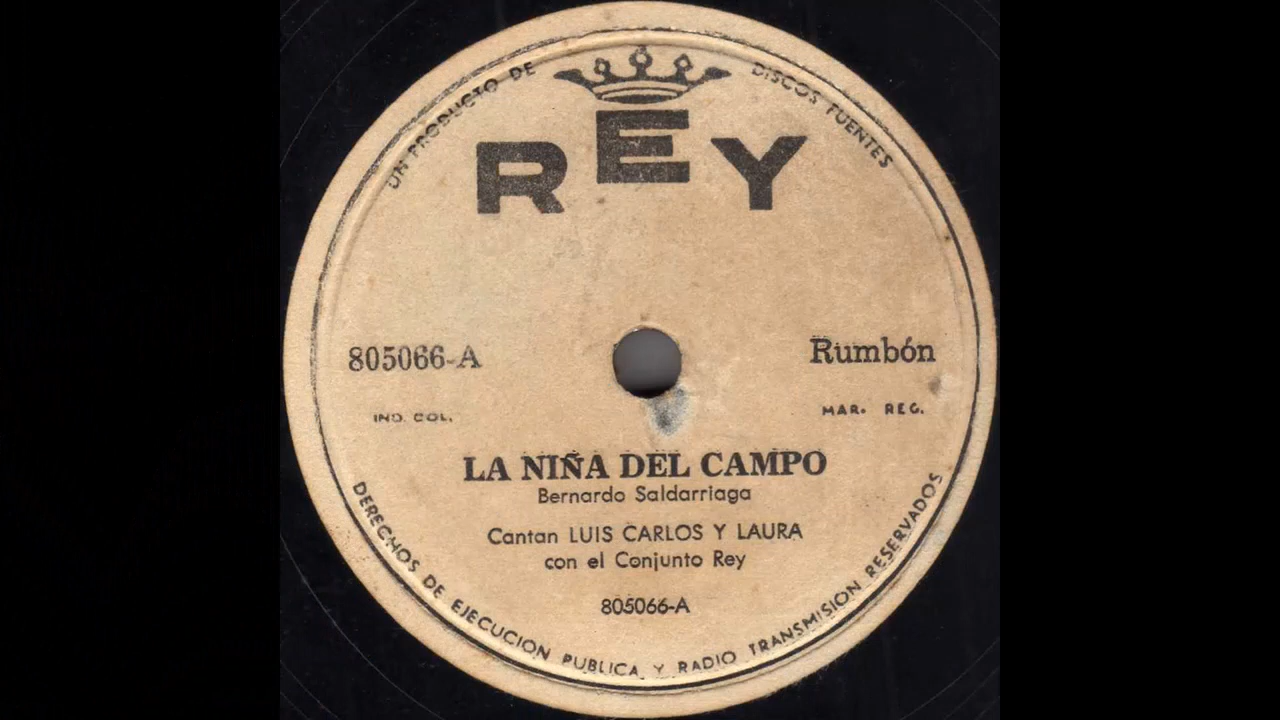 UN PRODUCTO DE DISCOS FUENTES
REY
805066-A
Rumbón
IND. COL.
MAR. REG.
LA NIÑA DEL CAMPO
Bernardo Saldarriaga
Cantan LUIS CARLOS Y LAURA
con el Conjunto Rey
805066-A
DERECHOS DE EJECUCION PUBLICA Y RADIO TRANSMISION RESERVADOS